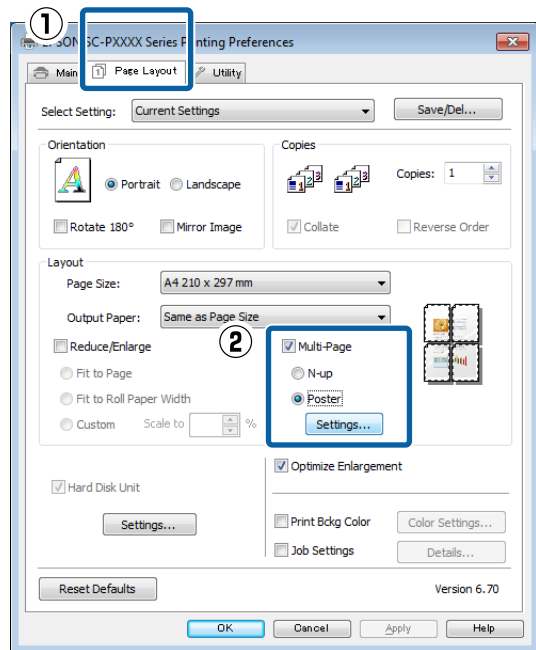 ①
EPSON SC-PXXXX Series Printing Preferences
Main Page Layout Utility
Select Setting: Current Settings Save/Del...
Orientation Copies
Portrait Landscape Copies: 1
Rotate 180° Mirror Image Collate Reverse Order
Layout
Page Size: A4 210 x 297 mm
Output Paper: Same as Page Size
②
Reduce/Enlarge Multi-Page
Fit to Page N-up
Fit to Roll Paper Width Poster
Custom Scale to % Settings...
Optimize Enlargement
Hard Disk Unit
Settings... Print Bckg Color Color Settings...
Job Settings Details...
Reset Defaults Version 6.70
OK Cancel Apply Help